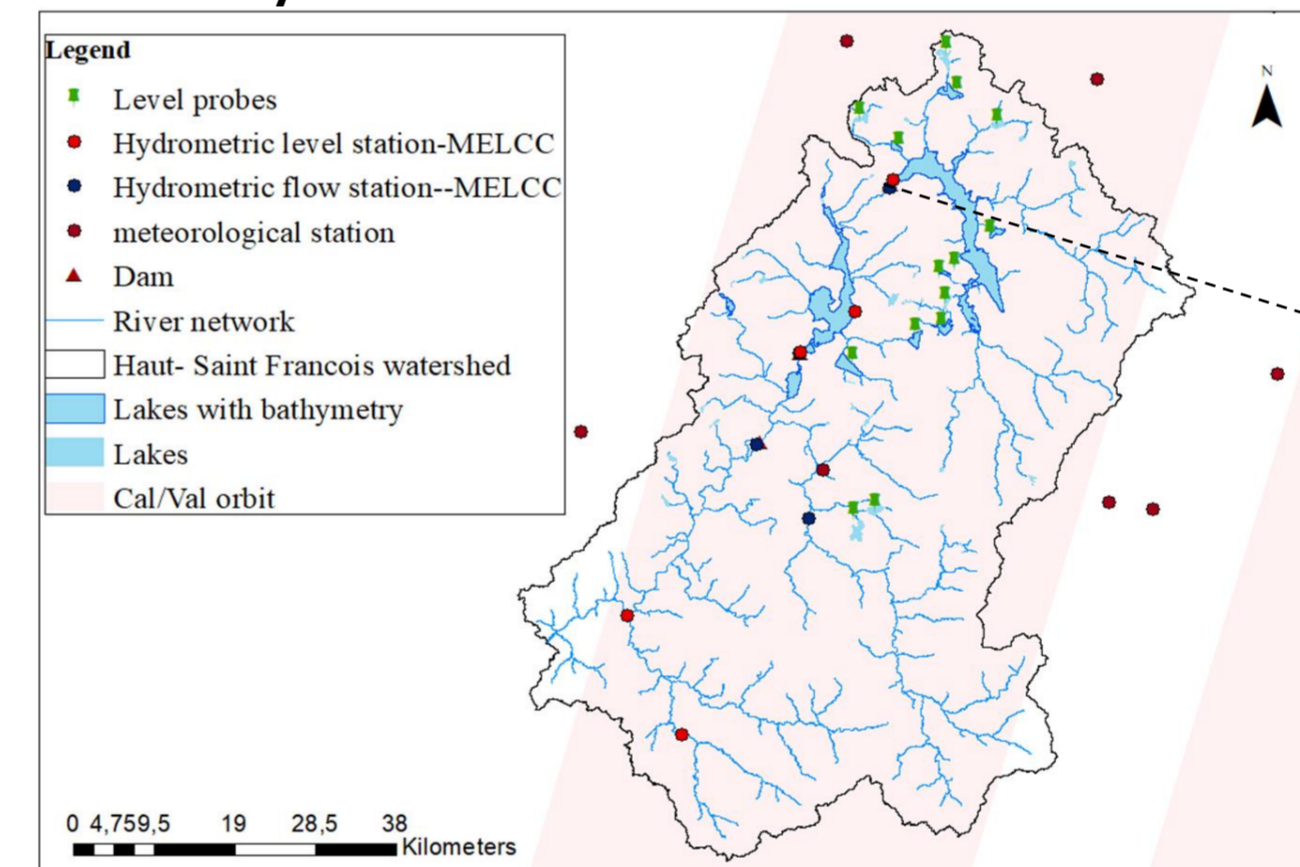 Legend
Level probes
Hydrometric level station-MELCC
Hydrometric flow station--MELCC
meteorological station
Dam
River network
Haut- Saint Francois watershed
Lakes with bathymetry
Lakes
Cal/Val orbit
N
0 4,759,5 19 28,5 38
Kilometers